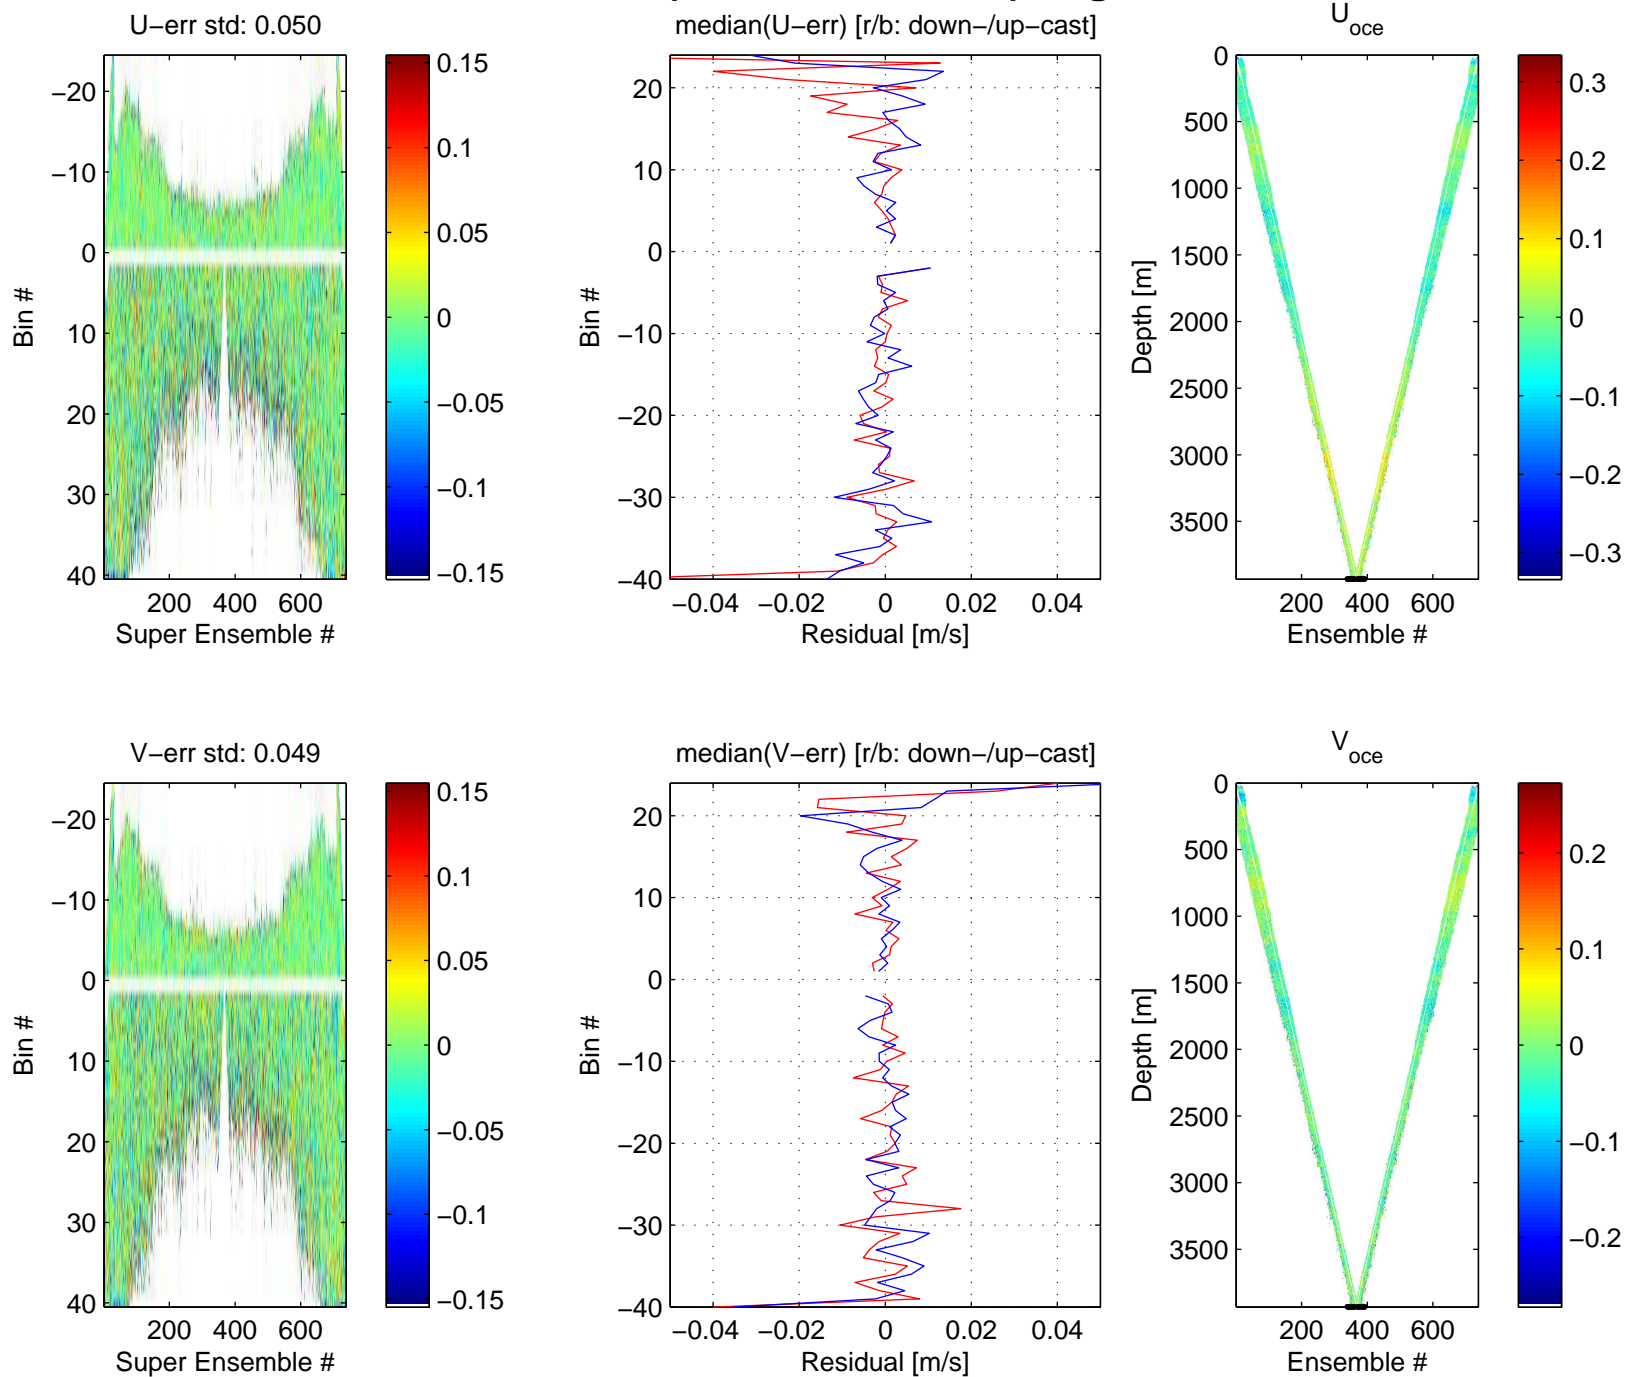 U−err std: 0.050
median(U−err) [r/b: down−/up−cast]
U
oce
−20
−10
0
10
20
30
40
Bin #
200 400 600
Super Ensemble #
0.15
0.1
0.05
0
−0.05
−0.1
−0.15
20
10
0
−10
−20
−30
−40
Bin #
−0.04 −0.02 0 0.02 0.04
Residual [m/s]
0
500
1000
1500
2000
2500
3000
3500
Depth [m]
200 400 600
Ensemble #
0.3
0.2
0.1
0
−0.1
−0.2
−0.3
V−err std: 0.049
median(V−err) [r/b: down−/up−cast]
V
oce
−20
−10
0
10
20
30
40
Bin #
200 400 600
Super Ensemble #
0.15
0.1
0.05
0
−0.05
−0.1
−0.15
20
10
0
−10
−20
−30
−40
Bin #
−0.04 −0.02 0 0.02 0.04
Residual [m/s]
0
500
1000
1500
2000
2500
3000
3500
Depth [m]
200 400 600
Ensemble #
0.2
0.1
0
−0.1
−0.2